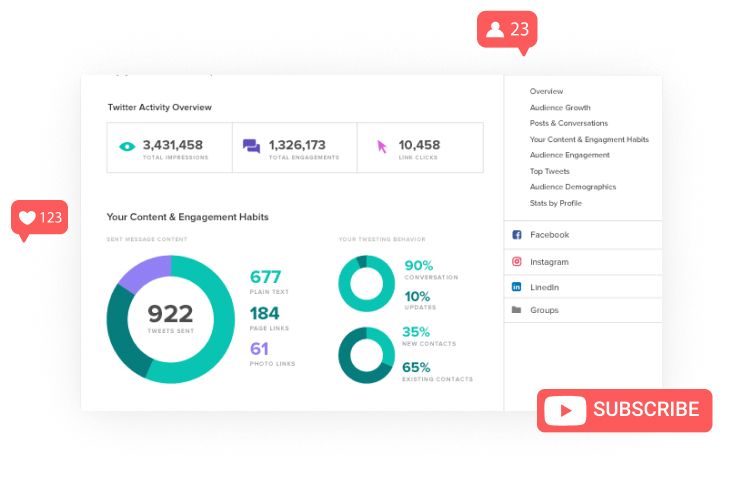 23
Twitter Activity Overview
3,431,458
TOTAL IMPRESSIONS
1,326,173
TOTAL ENGAGEMENTS
10,458
LINK CLICKS
Overview
Audience Growth
Posts & Conversations
Your Content & Engagment Habits
Audience Engagement
Top Tweets
Audience Demographics
Stats by Profile
Facebook
Instagram
LinedIn
Groups
123
Your Content & Engagement Habits
SENT MESSAGE CONTENT
922
TWEETS SENT
677
PLAIN TEXT
184
PAGE LINKS
61
PHOTO LINKS
YOUR TWEETING BEHAVIOR
90%
CONVERSATION
10%
UPDATES
35%
NEW CONTACTS
65%
EXISTING CONTACTS
SUBSCRIBE